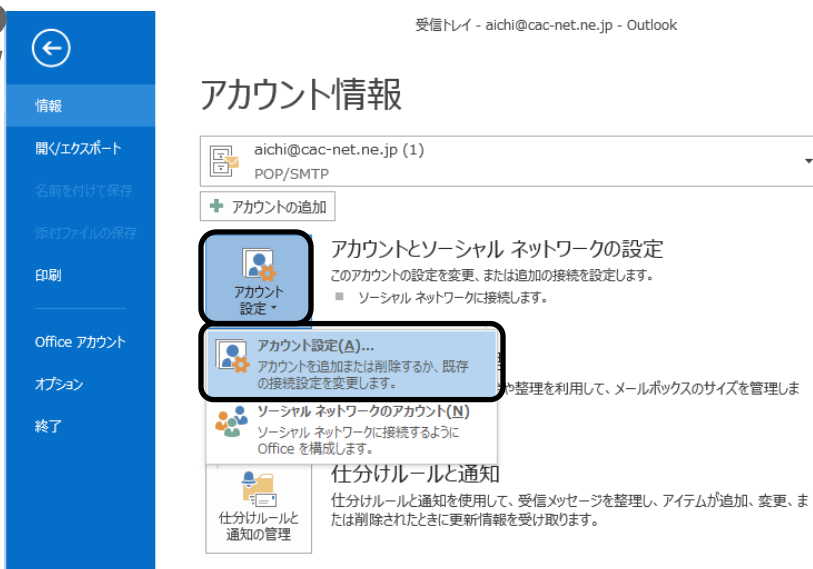 受信トレイ - aichi@cac-net.ne.jp - Outlook
情報
開く/エクスポート
名前を付けて保存
添付ファイルの保存
印刷
Office アカウント
オプション
終了
アカウント情報
aichi@cac-net.ne.jp (1)
POP/SMTP
アカウントの追加
アカウント
設定
アカウントとソーシャル ネットワークの設定
このアカウントの設定を変更、または追加の接続を設定します。
ソーシャル ネットワークに接続します。
アカウント設定(A)...
アカウントを追加または削除するか、既存
の接続設定を変更します。
や整理を利用して、メールボックスのサイズを管理しま
ソーシャル ネットワークのアカウント(N)
ソーシャル ネットワークに接続するように
Office を構成します。
仕分けルールと
通知の管理
仕分けルールと通知
仕分けルールと通知を使用して、受信メッセージを整理し、アイテムが追加、変更、ま
たは削除されたときに更新情報を受け取ります。